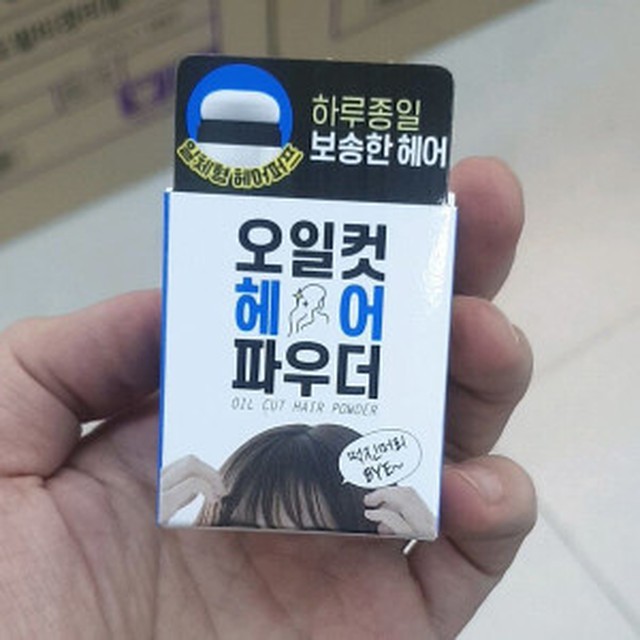 하루종일
보송한 헤어
일체형 헤어퍼프
오일컷
헤어
파우더
OIL CUT HAIR POWDER
떡진머리
BYE~